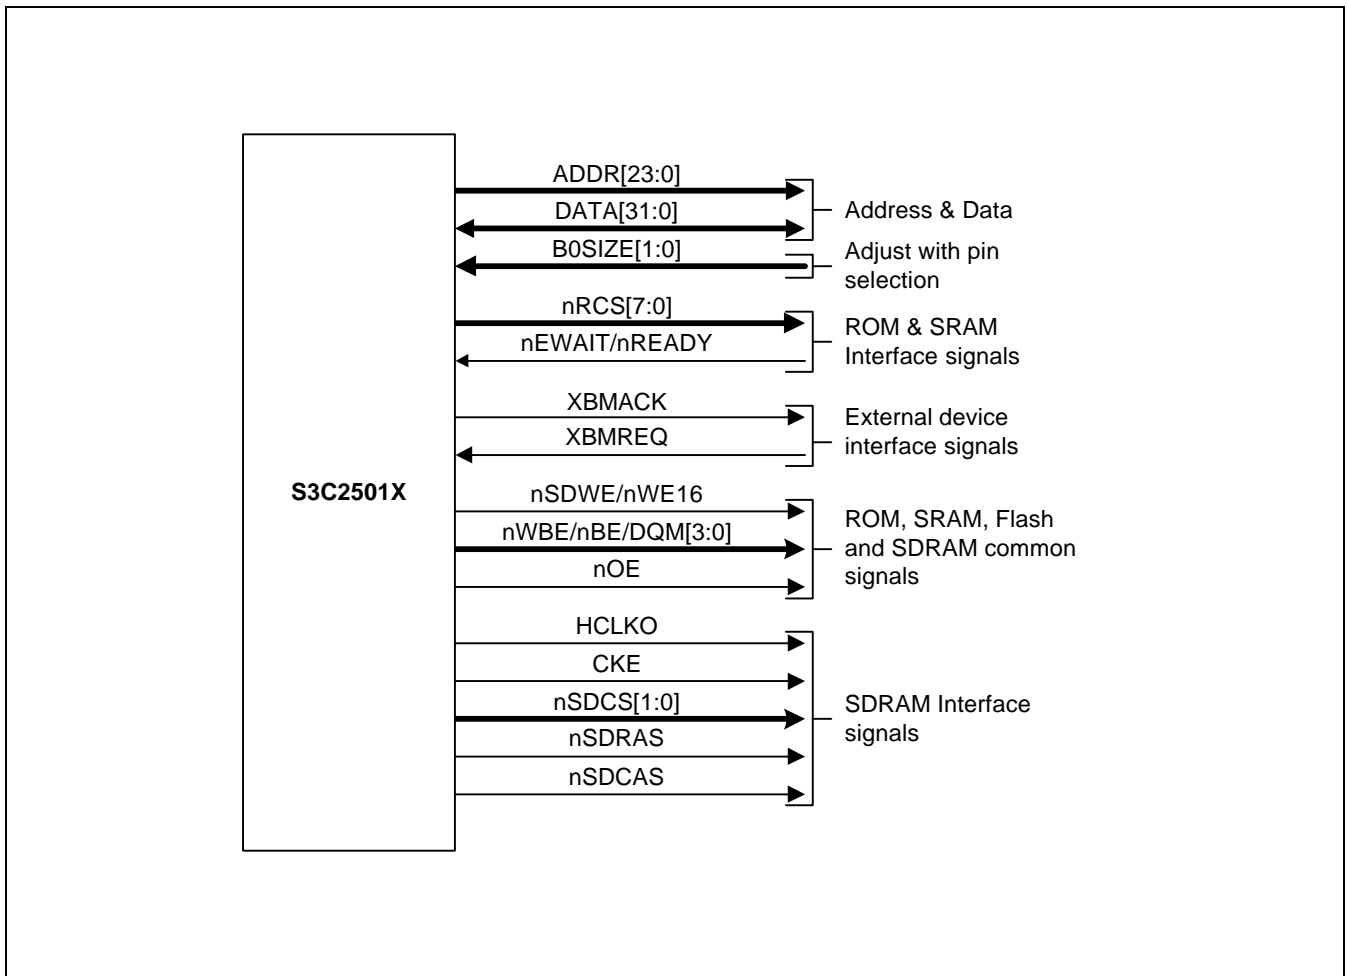 ADDR[23:0]
DATA[31:0]
Address & Data
B0SIZE[1:0]
Adjust with pin
selection
nRCS[7:0]
nEWAIT/nREADY
ROM & SRAM
Interface signals
XBMACK
XBMREQ
External device
interface signals
S3C2501X
nSDWE/nWE16
nWBE/nBE/DQM[3:0]
nOE
ROM, SRAM, Flash
and SDRAM common
signals
HCLKO
CKE
nSDCS[1:0]
nSDRAS
nSDCAS
SDRAM Interface
signals